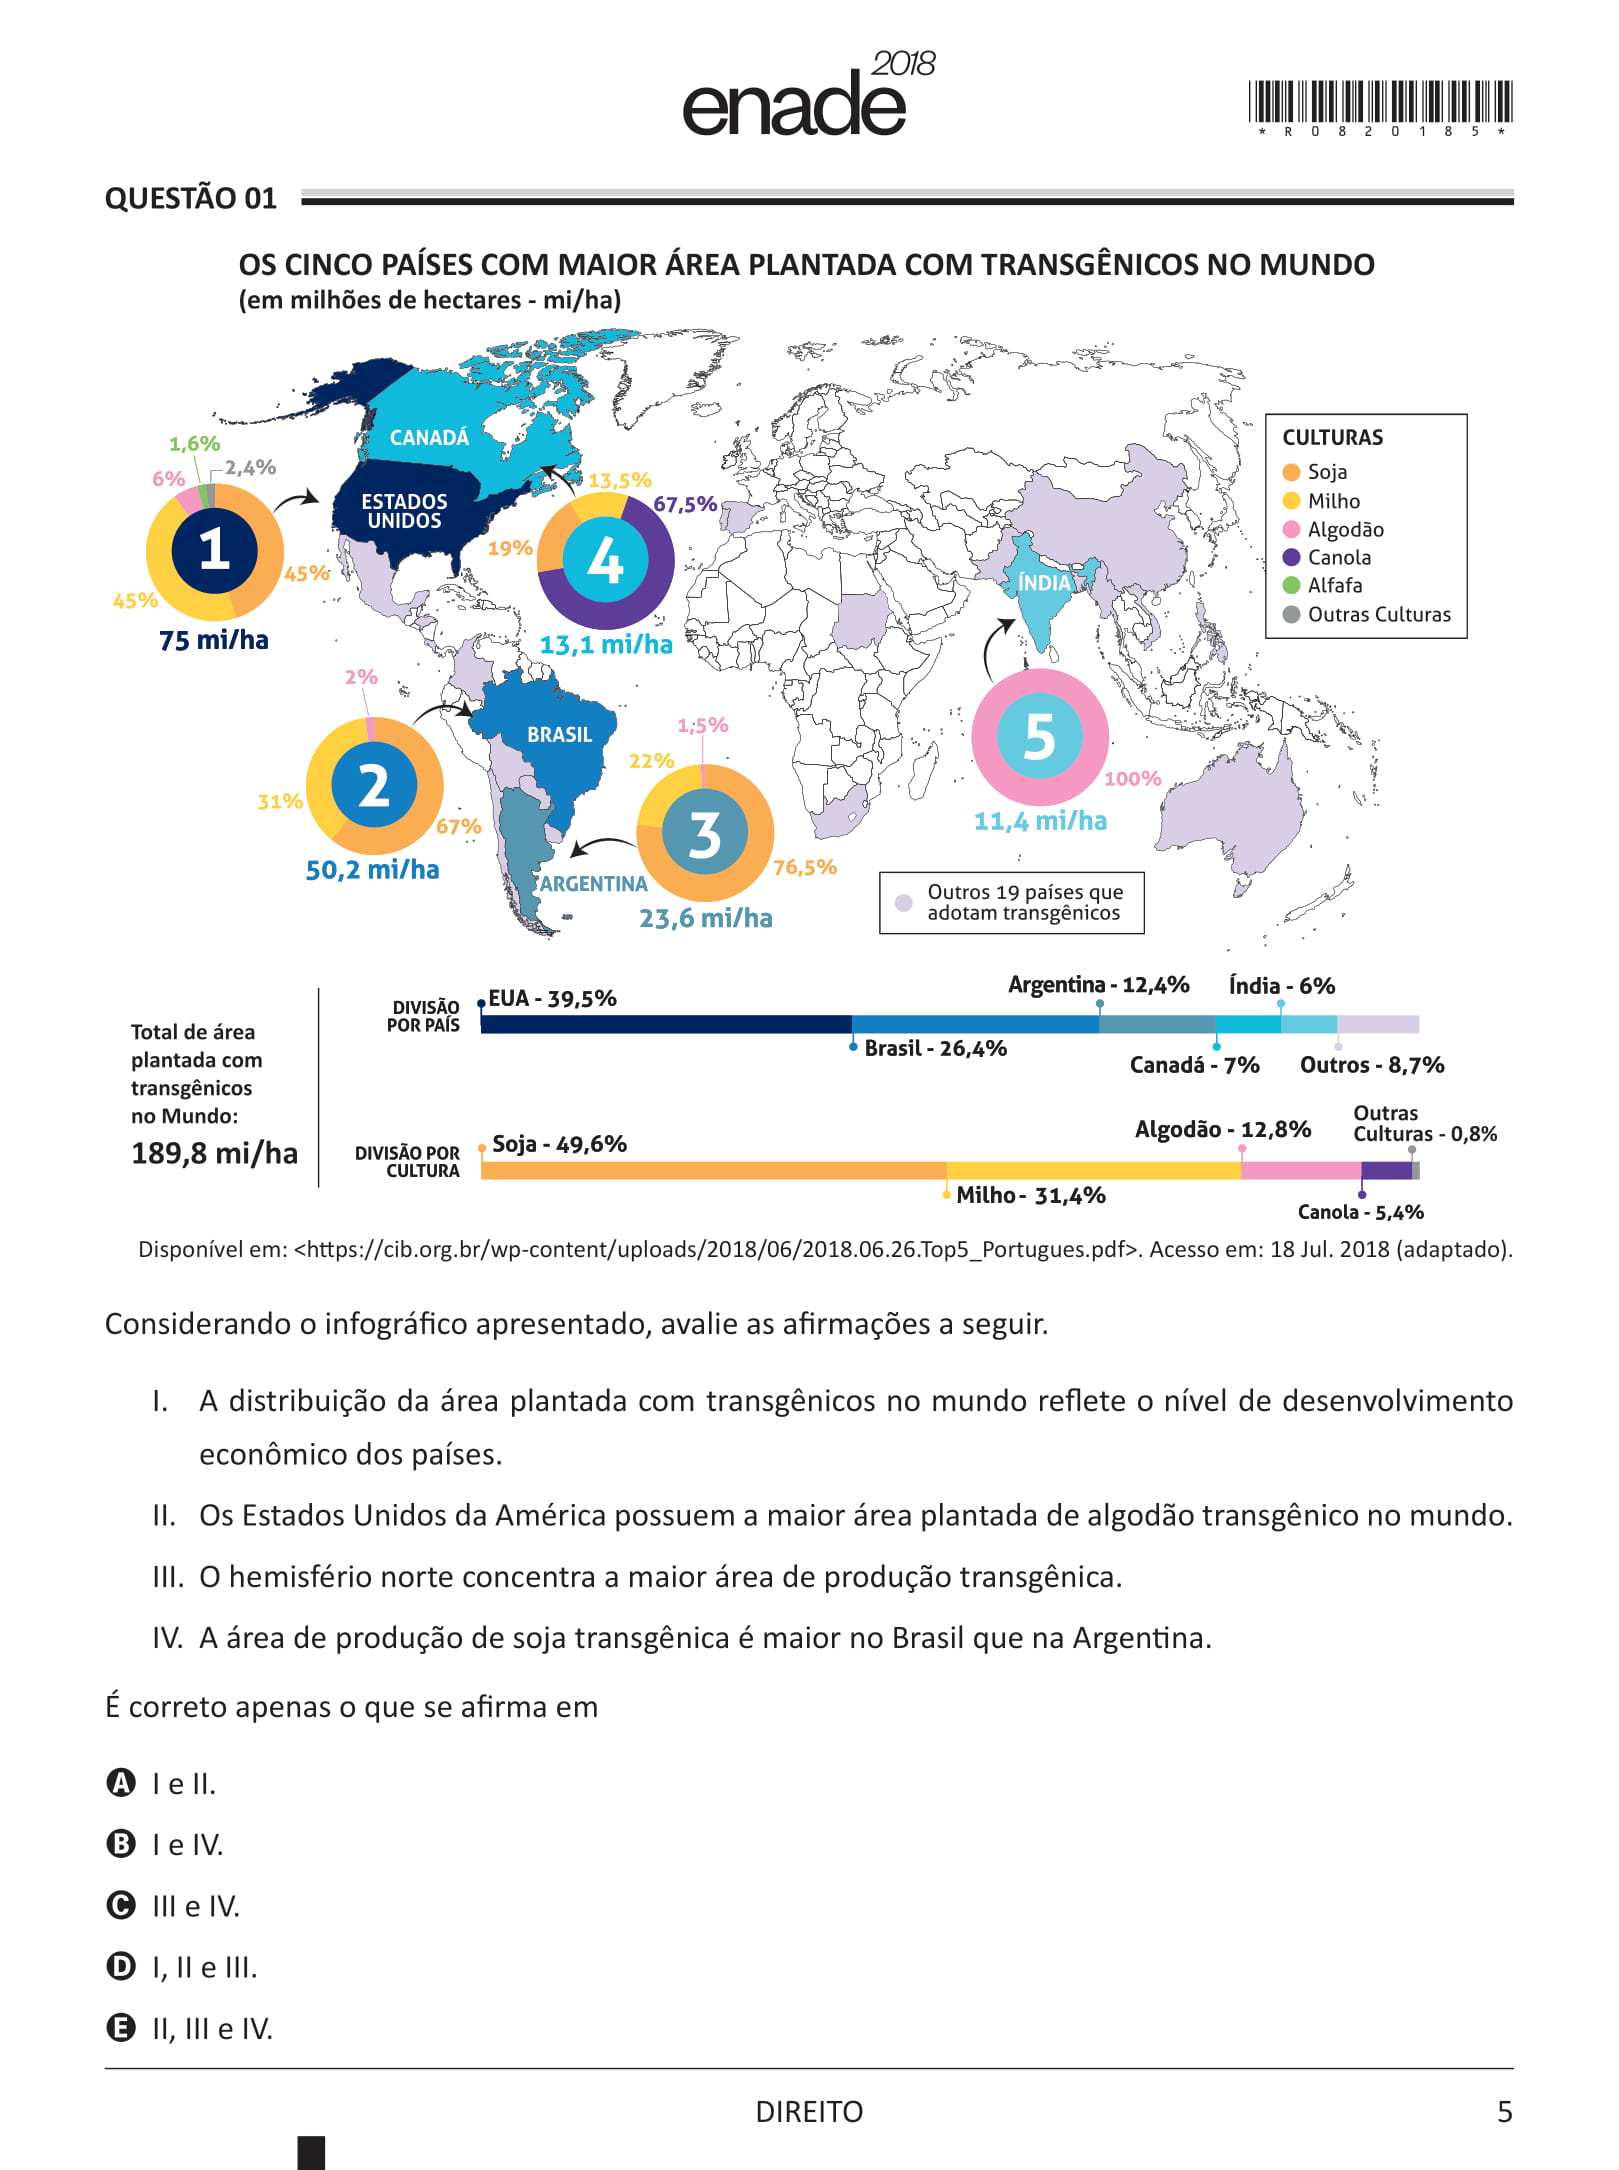 enade 2018
* R 0 8 2 0 1 8 5 *
QUESTÃO 01
OS CINCO PAÍSES COM MAIOR ÁREA PLANTADA COM TRANSGÊNICOS NO MUNDO
(em milhões de hectares - mi/ha)
CANADÁ
ESTADOS
UNIDOS
1,6%
6%
2,4%
1
45%
45%
75 mi/ha
13,5%
67,5%
19%
4
13,1 mi/ha
ÍNDIA
CULTURAS
Soja
Milho
Algodão
Canola
Alfafa
Outras Culturas
2%
2
31%
67%
50,2 mi/ha
BRASIL
1,5%
22%
3
76,5%
ARGENTINA
23,6 mi/ha
5
100%
11,4 mi/ha
Outros 19 países que
adotam transgênicos
Total de área
plantada com
transgênicos
no Mundo:
189,8 mi/ha
DIVISÃO
POR PAÍS
EUA - 39,5%
Brasil - 26,4%
Argentina - 12,4%
Canadá - 7%
Índia - 6%
Outros - 8,7%
DIVISÃO POR
CULTURA
Soja - 49,6%
Milho - 31,4%
Algodão - 12,8%
Canola - 5,4%
Outras
Culturas - 0,8%
Disponível em: <https://cib.org.br/wp-content/uploads/2018/06/2018.06.26.Top5_Portugues.pdf>. Acesso em: 18 Jul. 2018 (adaptado).
Considerando o infográfico apresentado, avalie as afirmações a seguir.
I. A distribuição da área plantada com transgênicos no mundo reflete o nível de desenvolvimento
econômico dos países.
II. Os Estados Unidos da América possuem a maior área plantada de algodão transgênico no mundo.
III. O hemisfério norte concentra a maior área de produção transgênica.
IV. A área de produção de soja transgênica é maior no Brasil que na Argentina.
É correto apenas o que se afirma em
A I e II.
B I e IV.
C III e IV.
D I, II e III.
E II, III e IV.
DIREITO
5